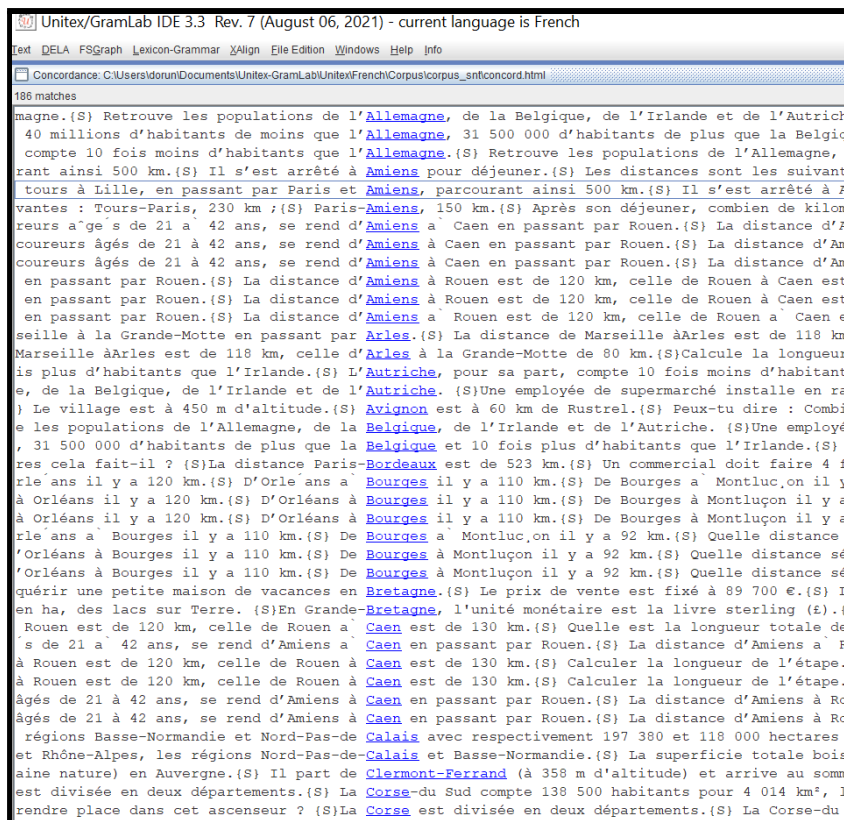 Unitex/GramLab IDE 3.3 Rev. 7 (August 06, 2021) - current language is French
Text DELA FSGraph Lexicon-Grammar XAlign File Edition Windows Help Info
Concordance: C:\Users\dorun\Documents\Unitex-GramLab\Unitex\French\Corpus\corpus_snt\concord.html
186 matches
magne.{S} Retrouve les populations de l'Allemagne, de la Belgique, de l'Irlande et de l'Autrich
40 millions d'habitants de moins que l'Allemagne, 31 500 000 d'habitants de plus que la Belgiq
compte 10 fois moins d'habitants que l'Allemagne.{S} Retrouve les populations de l'Allemagne,
rant ainsi 500 km.{S} Il s'est arrêté à Amiens pour déjeuner.{S} Les distances sont les suivant
tours à Lille, en passant par Paris et Amiens, parcourant ainsi 500 km.{S} Il s'est arrêté à A
vantes : Tours-Paris, 230 km ;{S} Paris-Amiens, 150 km.{S} Après son déjeuner, combien de kilom
reurs a^ge´s de 21 a` 42 ans, se rend d'Amiens a` Caen en passant par Rouen.{S} La distance d'A
coureurs âgés de 21 à 42 ans, se rend d'Amiens à Caen en passant par Rouen.{S} La distance d'Am
coureurs âgés de 21 à 42 ans, se rend d'Amiens à Caen en passant par Rouen.{S} La distance d'Am
en passant par Rouen.{S} La distance d'Amiens à Rouen est de 120 km, celle de Rouen à Caen est
en passant par Rouen.{S} La distance d'Amiens à Rouen est de 120 km, celle de Rouen à Caen est
en passant par Rouen.{S} La distance d'Amiens a` Rouen est de 120 km, celle de Rouen a` Caen e
seille à la Grande-Motte en passant par Arles.{S} La distance de Marseille àArles est de 118 km
Marseille àArles est de 118 km, celle d'Arles à la Grande-Motte de 80 km.{S}Calcule la longueur
is plus d'habitants que l'Irlande.{S} L'Autriche, pour sa part, compte 10 fois moins d'habitant
e, de la Belgique, de l'Irlande et de l'Autriche. {S}Une employée de supermarché installe en ra
} Le village est à 450 m d'altitude.{S} Avignon est à 60 km de Rustrel.{S} Peux-tu dire : Combi
e les populations de l'Allemagne, de la Belgique, de l'Irlande et de l'Autriche. {S}Une employé
, 31 500 000 d'habitants de plus que la Belgique et 10 fois plus d'habitants que l'Irlande.{S}
res cela fait-il ? {S}La distance Paris-Bordeaux est de 523 km.{S} Un commercial doit faire 4 f
rle´ans il y a 120 km.{S} D'Orle´ans a` Bourges il y a 110 km.{S} De Bourges a` Montluc¸on il y
à Orléans il y a 120 km.{S} D'Orléans à Bourges il y a 110 km.{S} De Bourges à Montluçon il y a
à Orléans il y a 120 km.{S} D'Orléans à Bourges il y a 110 km.{S} De Bourges à Montluçon il y a
rle´ans a` Bourges il y a 110 km.{S} De Bourges a` Montluc¸on il y a 92 km.{S} Quelle distance
'Orléans à Bourges il y a 110 km.{S} De Bourges à Montluçon il y a 92 km.{S} Quelle distance sé
'Orléans à Bourges il y a 110 km.{S} De Bourges à Montluçon il y a 92 km.{S} Quelle distance sé
quérir une petite maison de vacances en Bretagne.{S} Le prix de vente est fixé à 89 700 €.{S} I
en ha, des lacs sur Terre. {S}En Grande-Bretagne, l'unité monétaire est la livre sterling (£).{
Rouen est de 120 km, celle de Rouen a` Caen est de 130 km.{S} Quelle est la longueur totale de
´s de 21 a` 42 ans, se rend d'Amiens a` Caen en passant par Rouen.{S} La distance d'Amiens a` R
à Rouen est de 120 km, celle de Rouen à Caen est de 130 km.{S} Calculer la longueur de l'étape.
à Rouen est de 120 km, celle de Rouen à Caen est de 130 km.{S} Calculer la longueur de l'étape.
âgés de 21 à 42 ans, se rend d'Amiens à Caen en passant par Rouen.{S} La distance d'Amiens à Ro
âgés de 21 à 42 ans, se rend d'Amiens à Caen en passant par Rouen.{S} La distance d'Amiens à Ro
régions Basse-Normandie et Nord-Pas-de Calais avec respectivement 197 380 et 118 000 hectares
et Rhône-Alpes, les régions Nord-Pas-de-Calais et Basse-Normandie.{S} La superficie totale bois
aine nature) en Auvergne.{S} Il part de Clermont-Ferrand (à 358 m d'altitude) et arrive au somm
est divisée en deux départements.{S} La Corse-du Sud compte 138 500 habitants pour 4 014 km², l
rendre place dans cet ascenseur ? {S}La Corse est divisée en deux départements.{S} La Corse-du